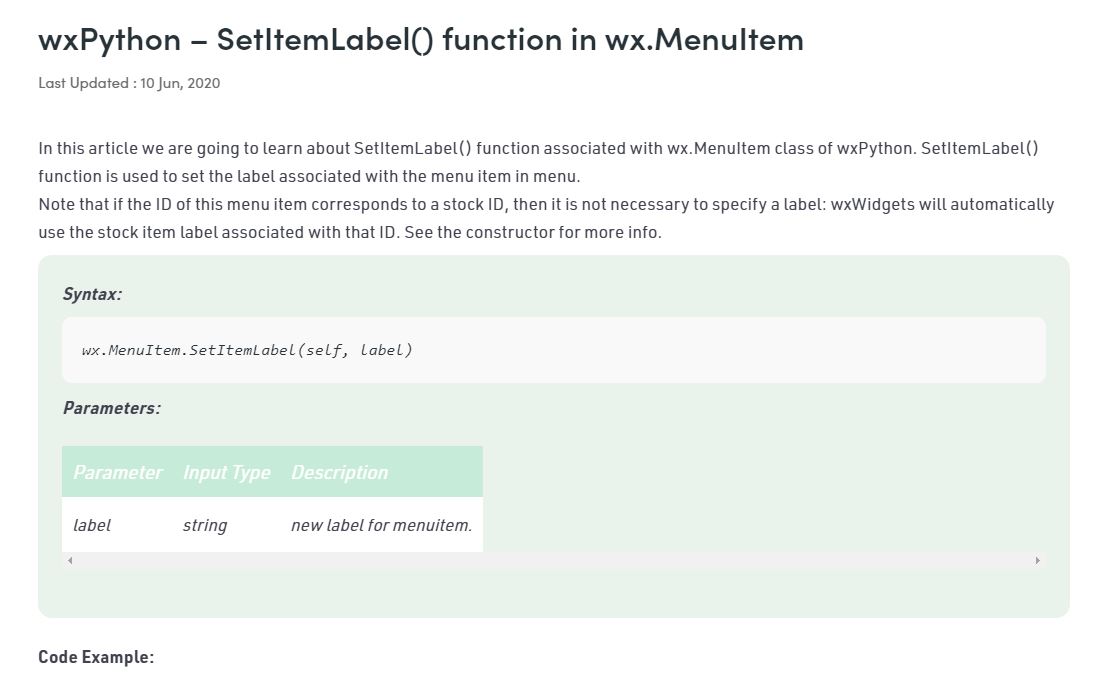 wxPython – SetItemLabel() function in wx.MenuItem
Last Updated : 10 Jun, 2020
In this article we are going to learn about SetItemLabel() function associated with wx.MenuItem class of wxPython. SetItemLabel()
function is used to set the label associated with the menu item in menu.
Note that if the ID of this menu item corresponds to a stock ID, then it is not necessary to specify a label: wxWidgets will automatically
use the stock item label associated with that ID. See the constructor for more info.
Syntax:
wx.MenuItem.SetItemLabel(self, label)
Parameters:
Parameter Input Type Description
label string new label for menuitem.
Code Example: